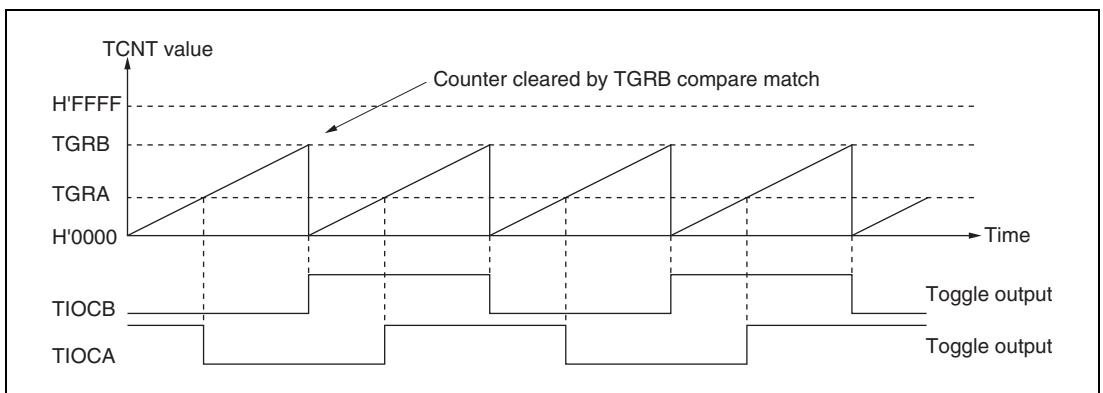 TCNT value
Counter cleared by TGRB compare match
H'FFFF
TGRB
TGRA
H'0000
Time
TIOCB
Toggle output
TIOCA
Toggle output